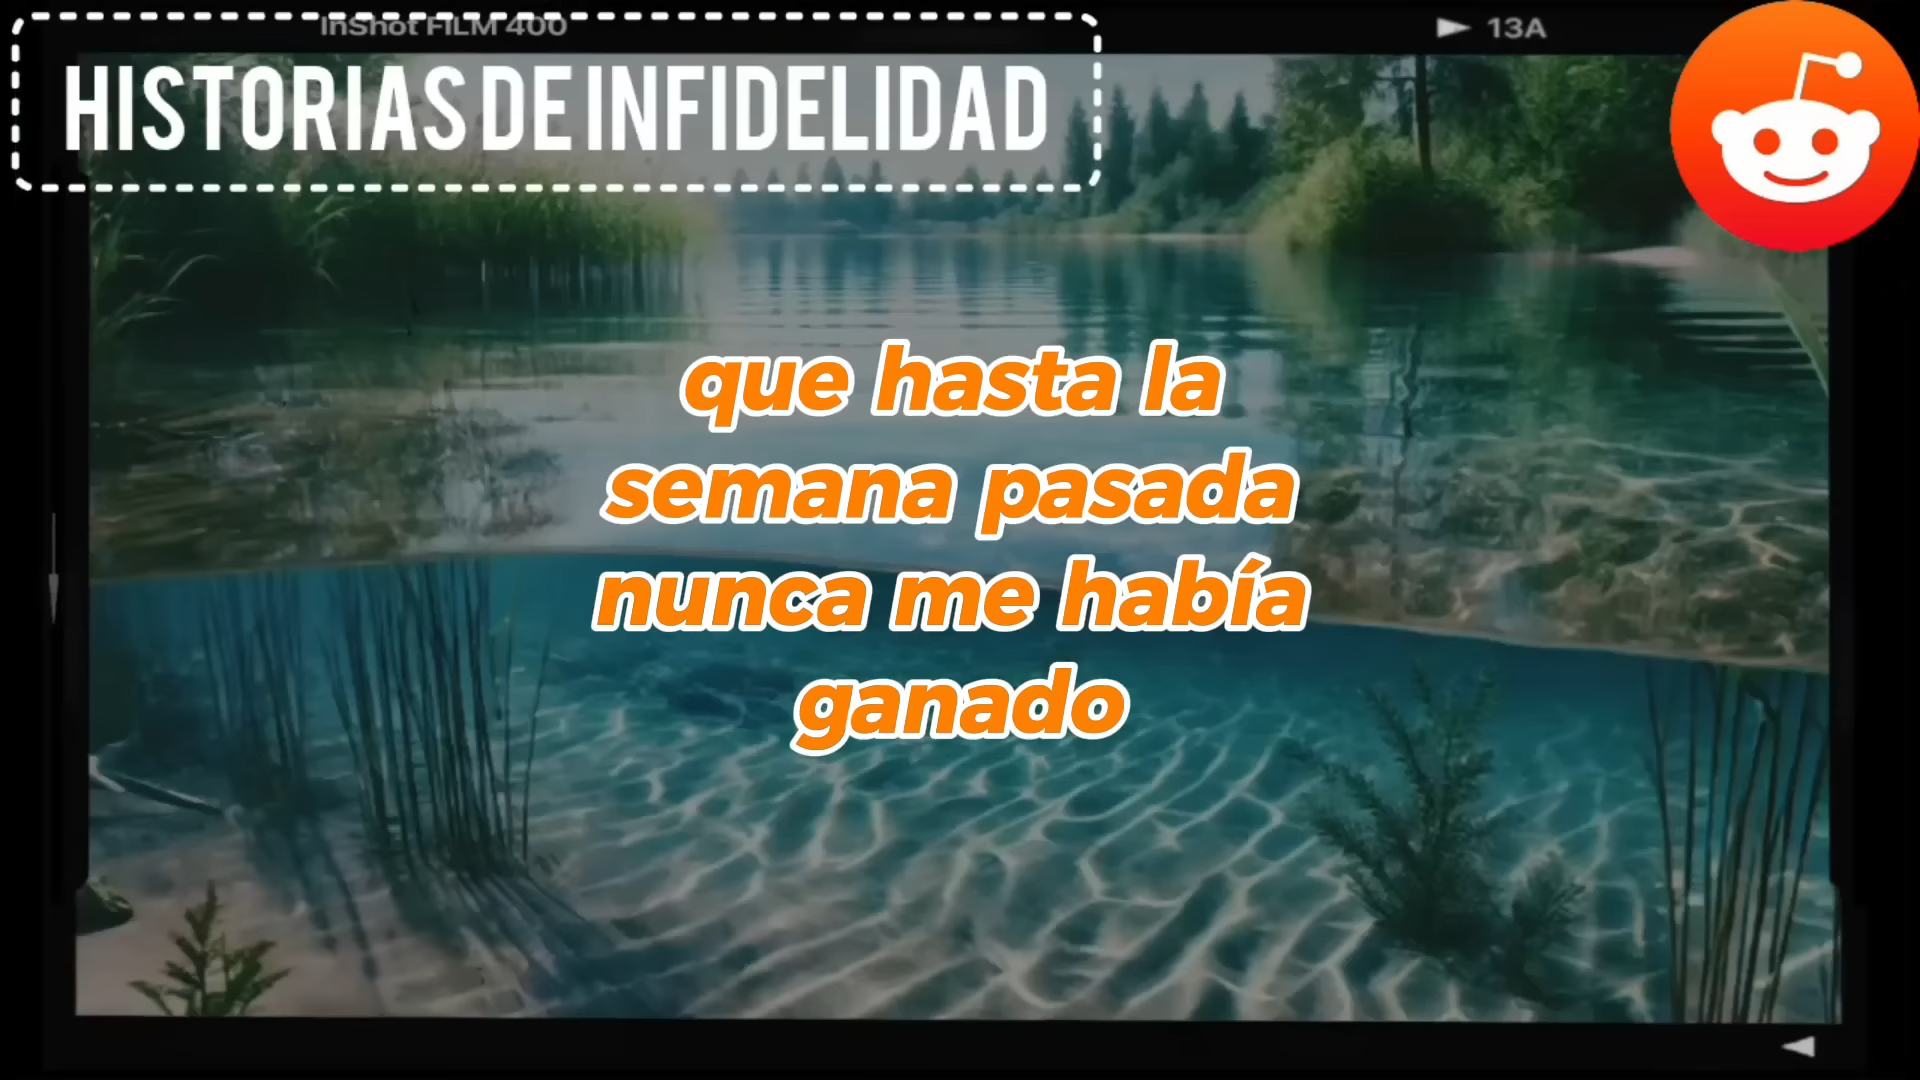 InShot FILM 400
13A
HISTORIAS DE INFIDELIDAD
que hasta la
semana pasada
nunca me había
ganado